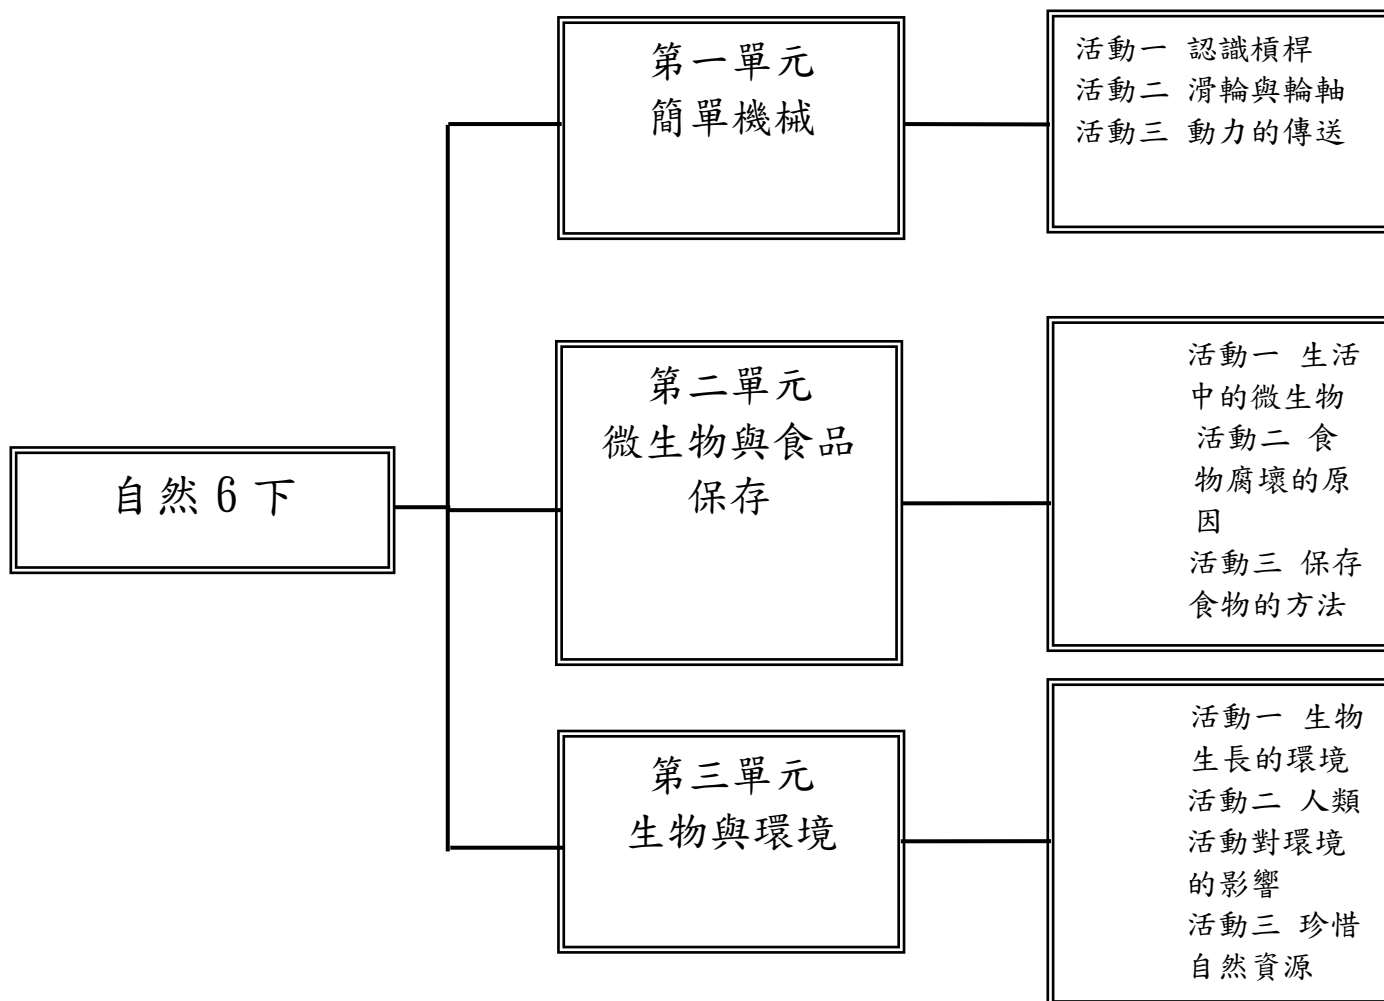 自然6下
第一單元
簡單機械
活動一 認識槓桿
活動二 滑輪與輪軸
活動三 動力的傳送
第二單元
微生物與食品
保存
活動一 生活
中的微生物
活動二 食
物腐壞的原
因
活動三 保存
食物的方法
第三單元
生物與環境
活動一 生物
生長的環境
活動二 人類
活動對環境
的影響
活動三 珍惜
自然資源